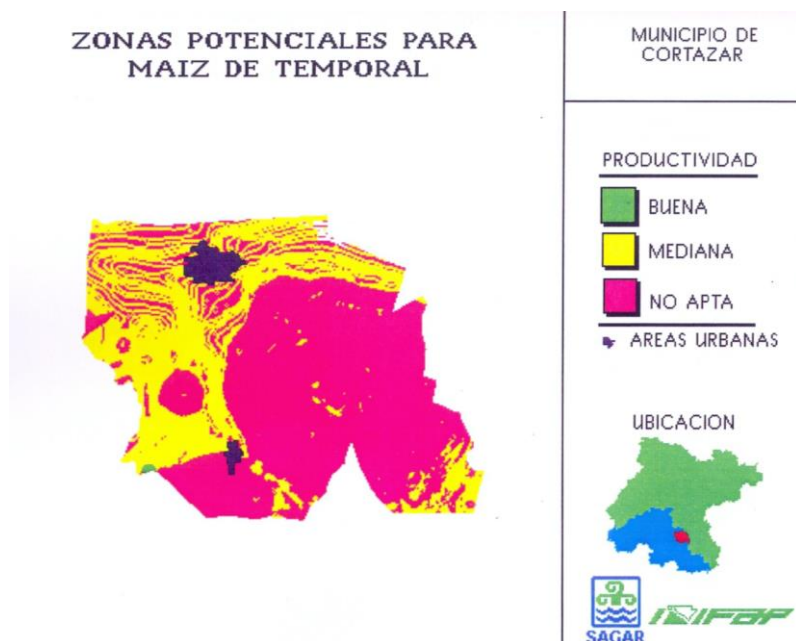 ZONAS POTENCIALES PARA
MAIZ DE TEMPORAL
MUNICIPIO DE
CORTAZAR
PRODUCTIVIDAD
BUENA
MEDIANA
NO APTA
AREAS URBANAS
UBICACION
SAGAR
INIFAP